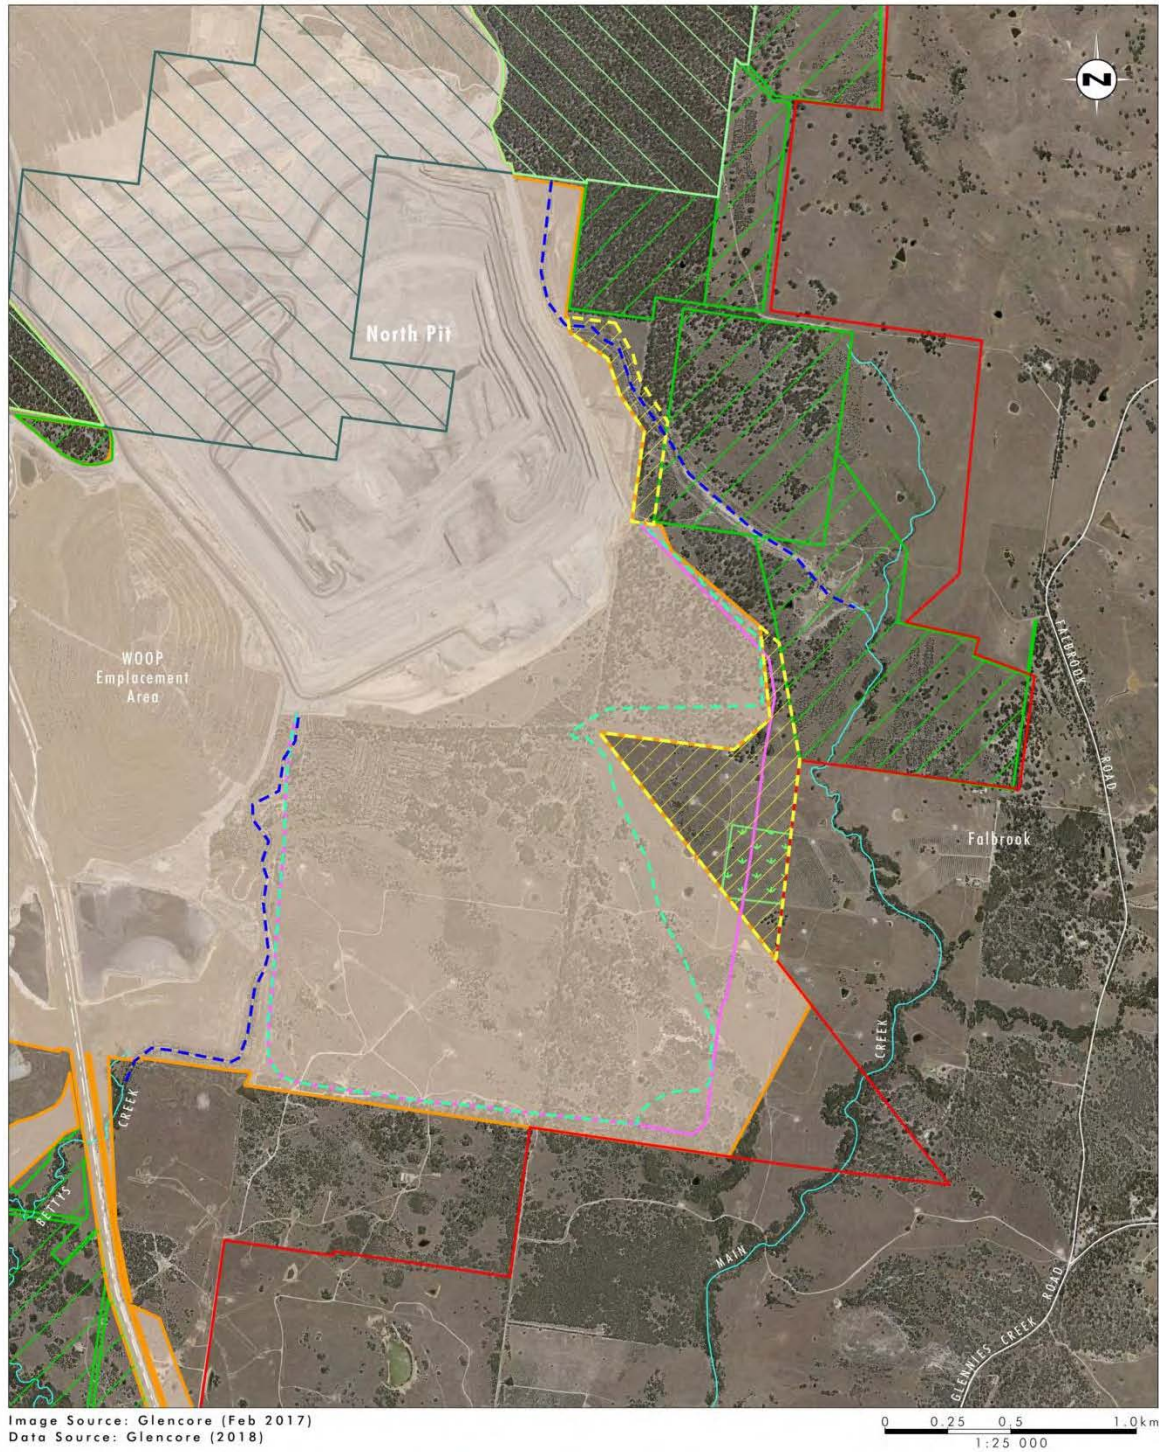 N
North Pit
WOOP
Emplacement
Area
FALBROOK
ROAD
Falbrook
CREEK
CREEK
BETTYS
MAIN
ROAD
GLENNIES CREEK
Image Source: Glencore (Feb 2017)
Data Source: Glencore (2018)
0 0.25 0.5 1.0km
1:25 000